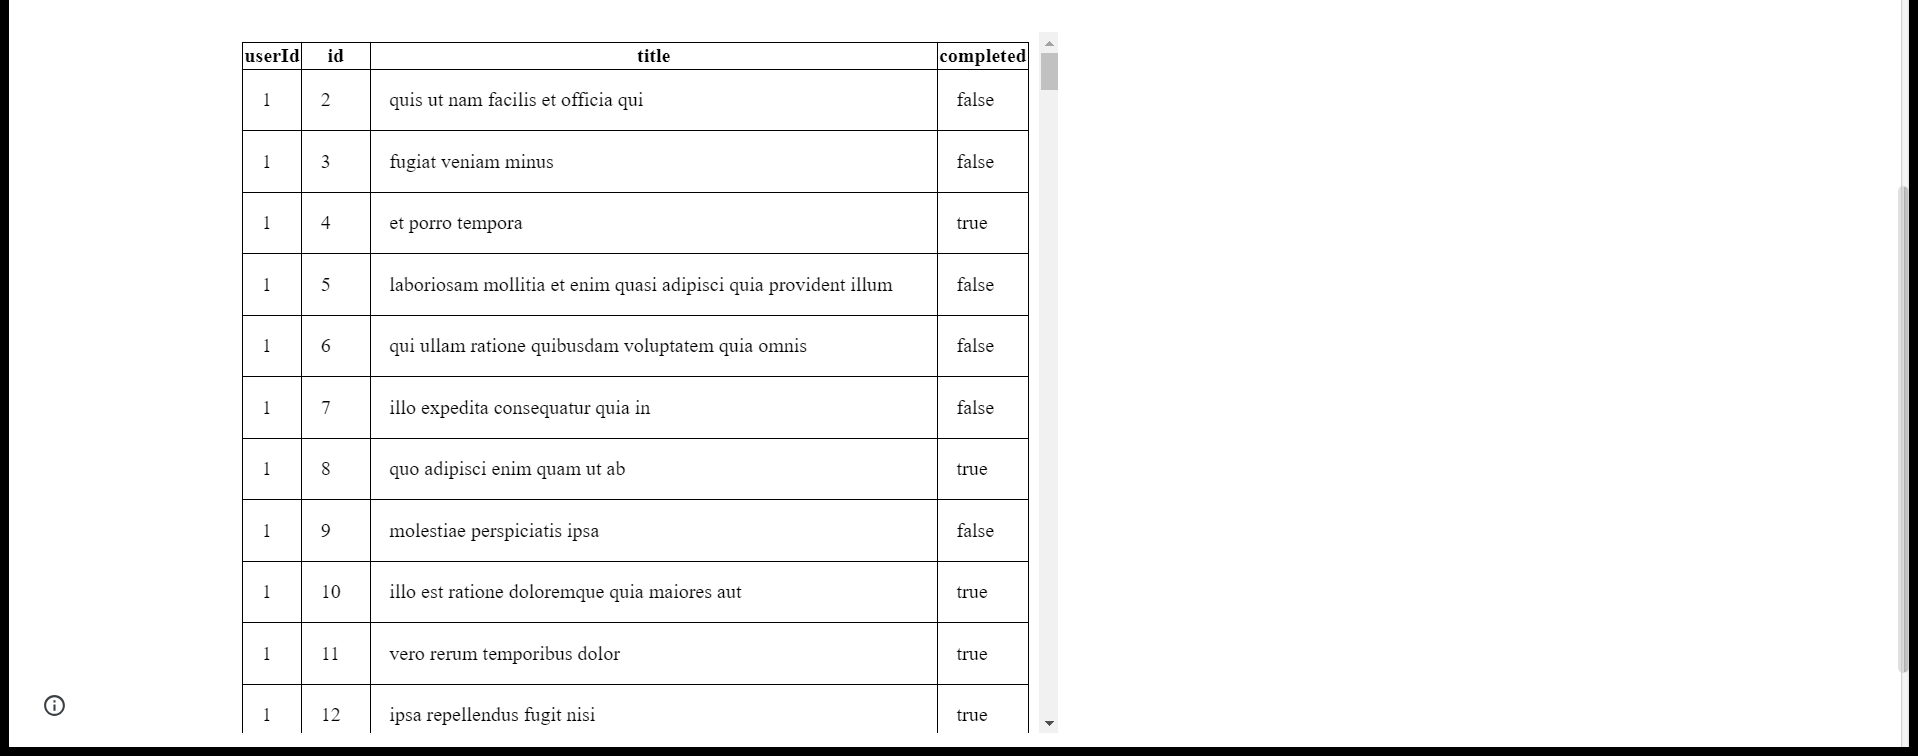 userId id title completed
1 2 quis ut nam facilis et officia qui false
1 3 fugiat veniam minus false
1 4 et porro tempora true
1 5 laboriosam mollitia et enim quasi adipisci quia provident illum false
1 6 qui ullam ratione quibusdam voluptatem quia omnis false
1 7 illo expedita consequatur quia in false
1 8 quo adipisci enim quam ut ab true
1 9 molestiae perspiciatis ipsa false
1 10 illo est ratione doloremque quia maiores aut true
1 11 vero rerum temporibus dolor true
1 12 ipsa repellendus fugit nisi true